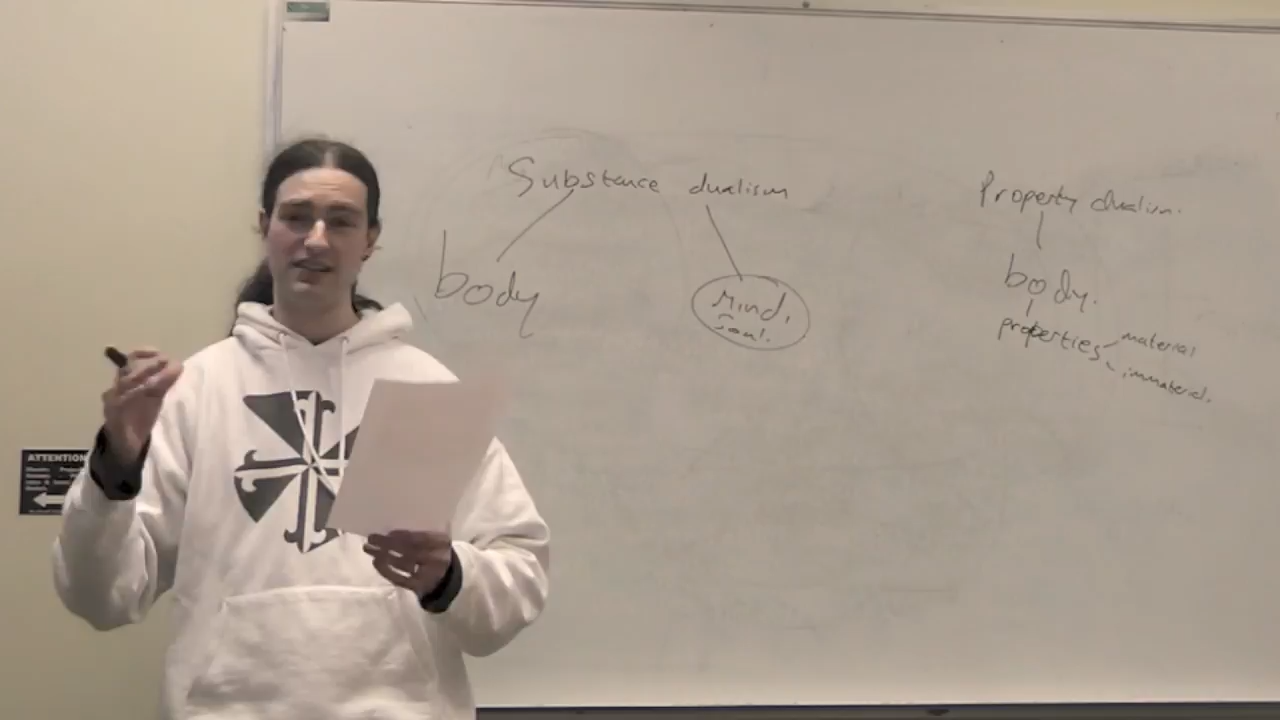 Substance dualism
body
Mind,
Soul.
Property dualism.
body.
properties
material
immaterial.
ATTENTION